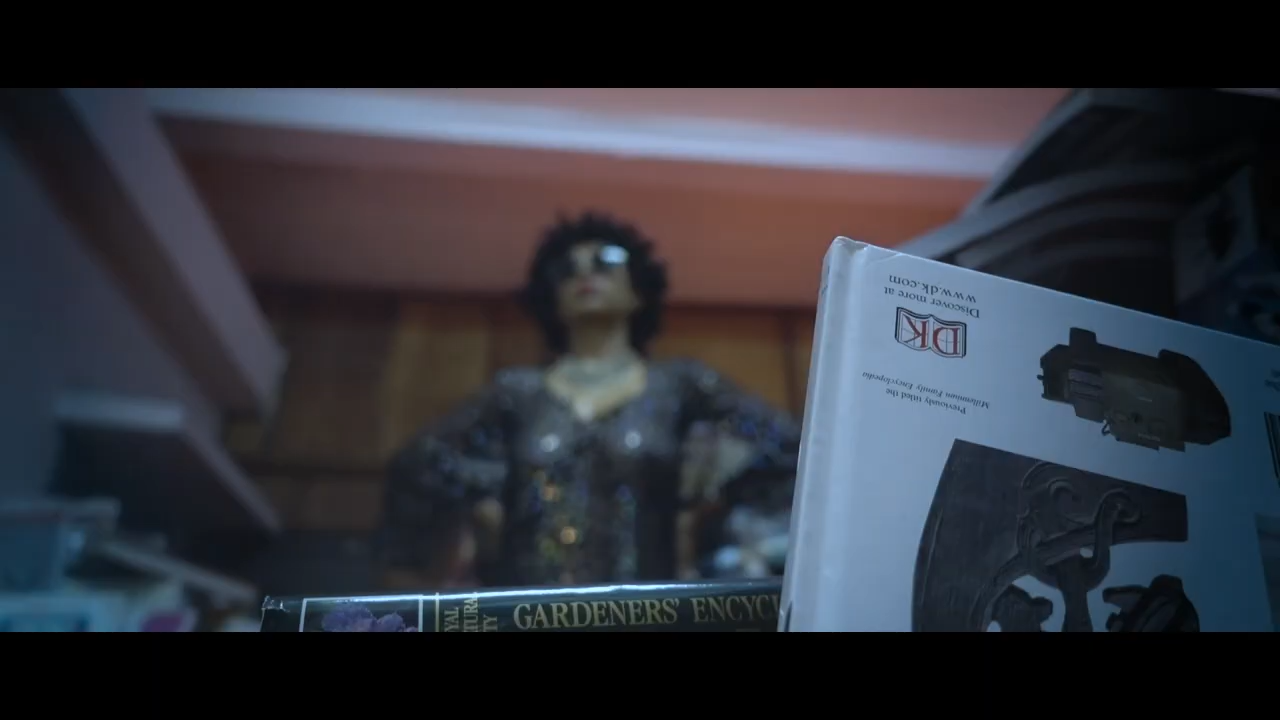 www.dk.com
Discover more at
DK
Previously titled the
Millennium Family Encyclopedia
GARDENERS' ENCYC